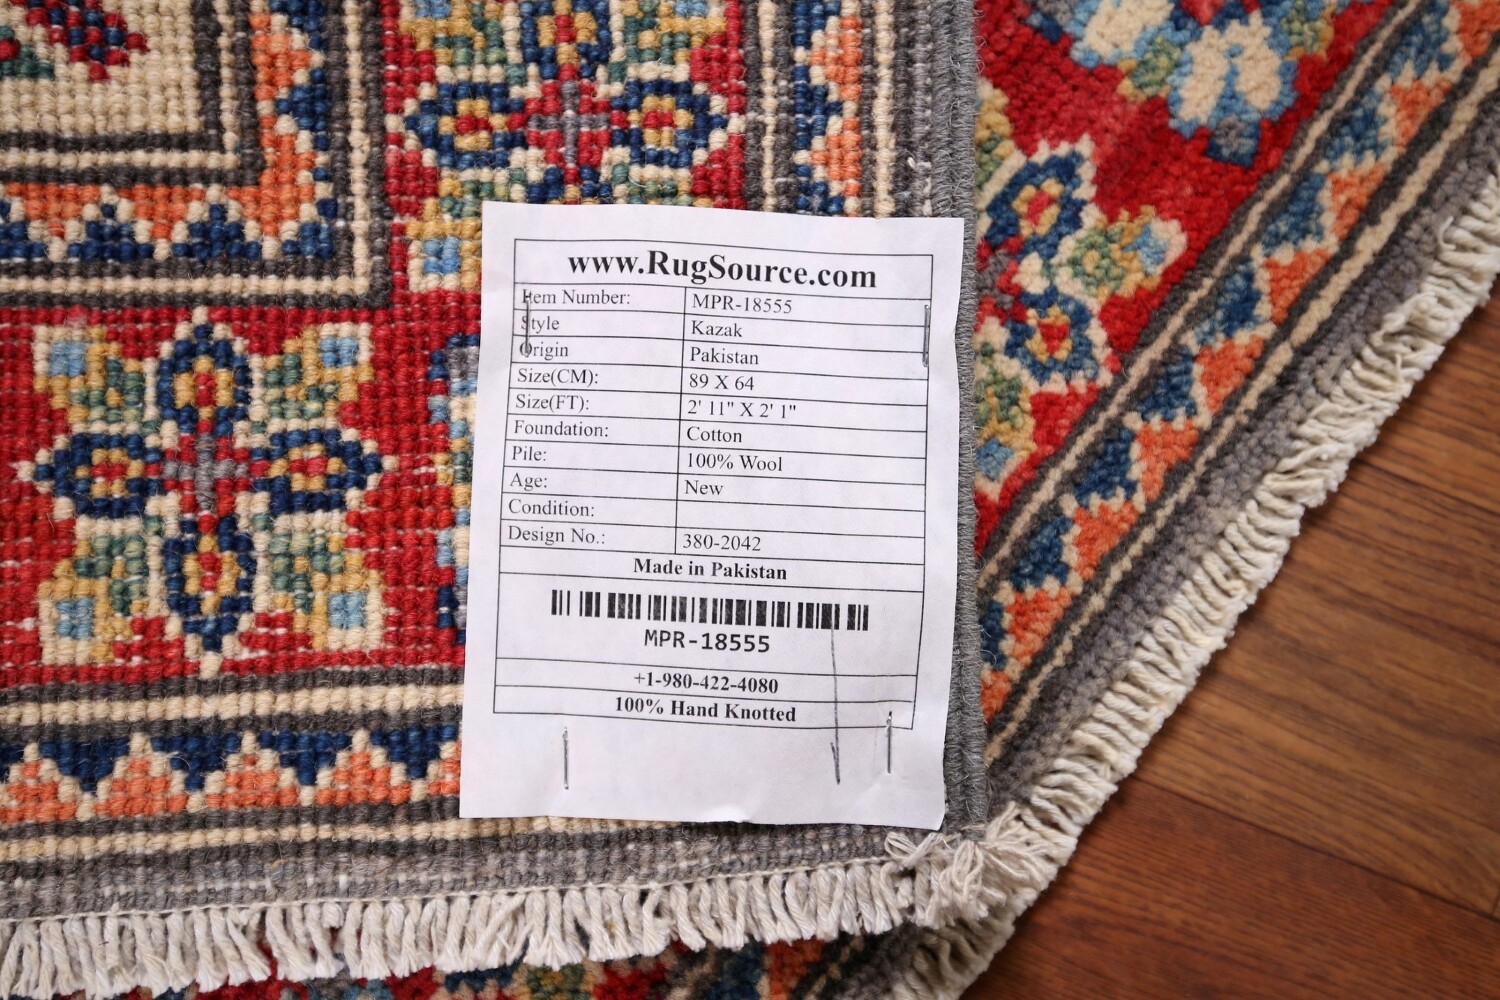 www.RugSource.com
Item Number: MPR-18555
Style Kazak
Origin Pakistan
Size(CM): 89 X 64
Size(FT): 2' 11" X 2' 1"
Foundation: Cotton
Pile: 100% Wool
Age: New
Condition:
Design No.: 380-2042
Made in Pakistan
MPR-18555
+1-980-422-4080
100% Hand Knotted